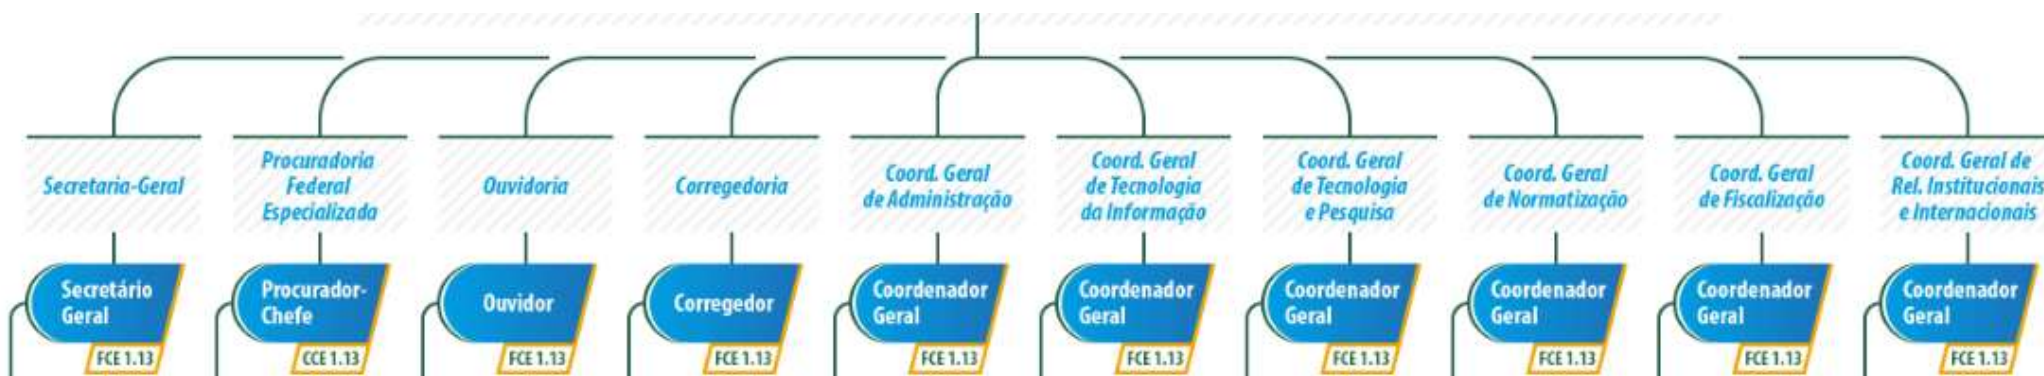 Secretaria-Geral
Procuradoria
Federal
Especializada
Ouvidoria
Corregedoria
Coord. Geral
de Administração
Coord. Geral
de Tecnologia
da Informação
Coord. Geral
de Tecnologia
e Pesquisa
Coord. Geral
de Normatização
Coord. Geral
de Fiscalização
Coord. Geral de
Rel. Institucionais
e Internacionais
Secretário
Geral
Procurador-
Chefe
Ouvidor
Corregedor
Coordenador
Geral
Coordenador
Geral
Coordenador
Geral
Coordenador
Geral
Coordenador
Geral
Coordenador
Geral
FCE 1.13
CCE 1.13
FCE 1.13
FCE 1.13
FCE 1.13
FCE 1.13
FCE 1.13
FCE 1.13
FCE 1.13
FCE 1.13